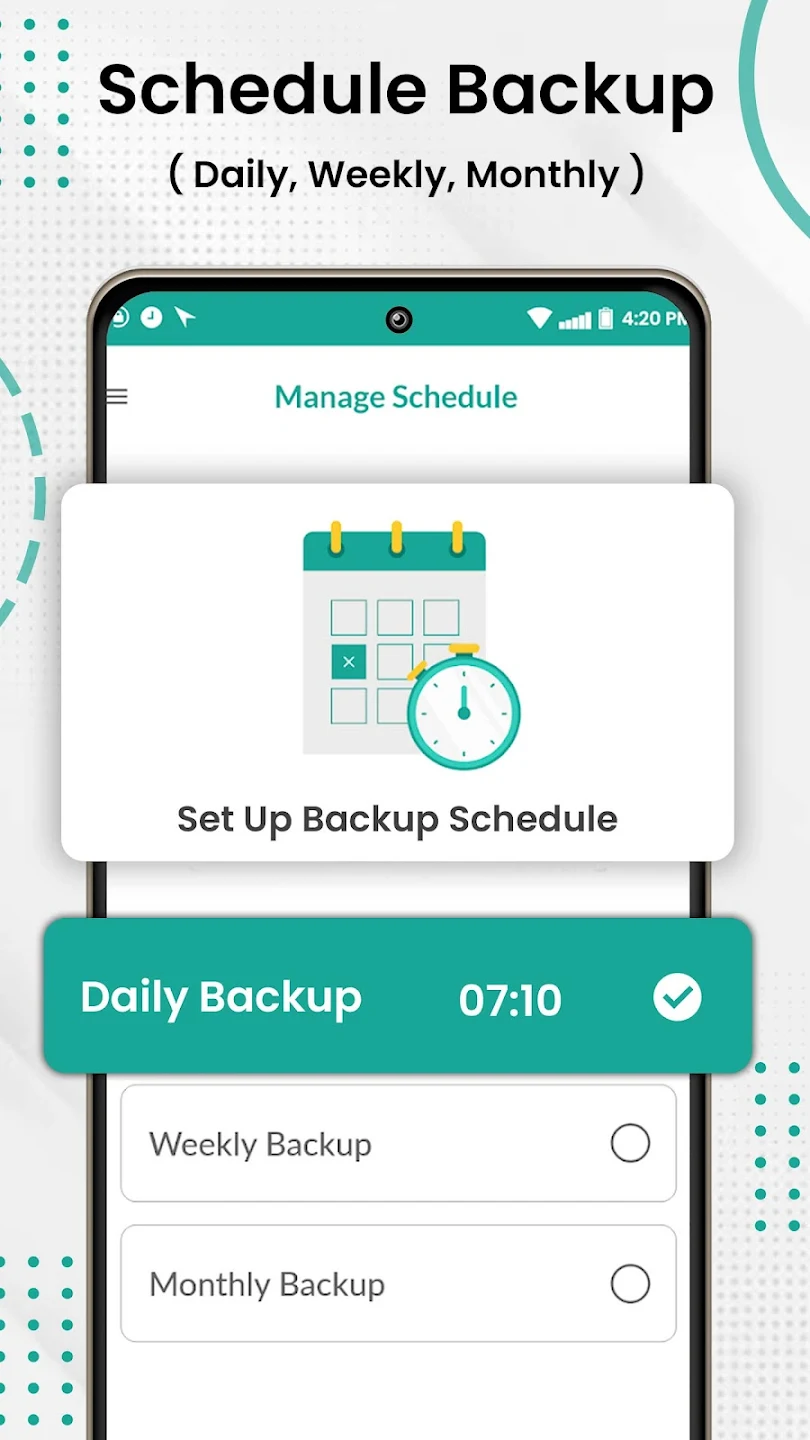 Schedule Backup
( Daily, Weekly, Monthly )
4:20 PM
Manage Schedule
Set Up Backup Schedule
Daily Backup 07:10
Weekly Backup
Monthly Backup